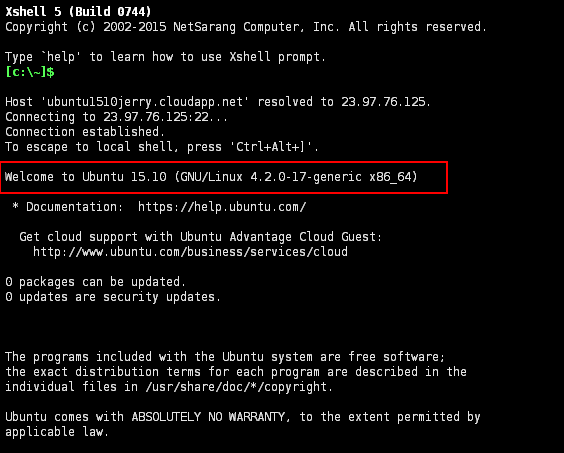 Xshell 5 (Build 0744)
Copyright (c) 2002-2015 NetSarang Computer, Inc. All rights reserved.
Type `help' to learn how to use Xshell prompt.
[c:\~]$
Host 'ubuntu1510jerry.cloudapp.net' resolved to 23.97.76.125.
Connecting to 23.97.76.125:22...
Connection established.
To escape to local shell, press 'Ctrl+Alt+]'.
Welcome to Ubuntu 15.10 (GNU/Linux 4.2.0-17-generic x86_64)
* Documentation:  https://help.ubuntu.com/
Get cloud support with Ubuntu Advantage Cloud Guest:
http://www.ubuntu.com/business/services/cloud
0 packages can be updated.
0 updates are security updates.
The programs included with the Ubuntu system are free software;
the exact distribution terms for each program are described in the
individual files in /usr/share/doc/*/copyright.
Ubuntu comes with ABSOLUTELY NO WARRANTY, to the extent permitted by
applicable law.